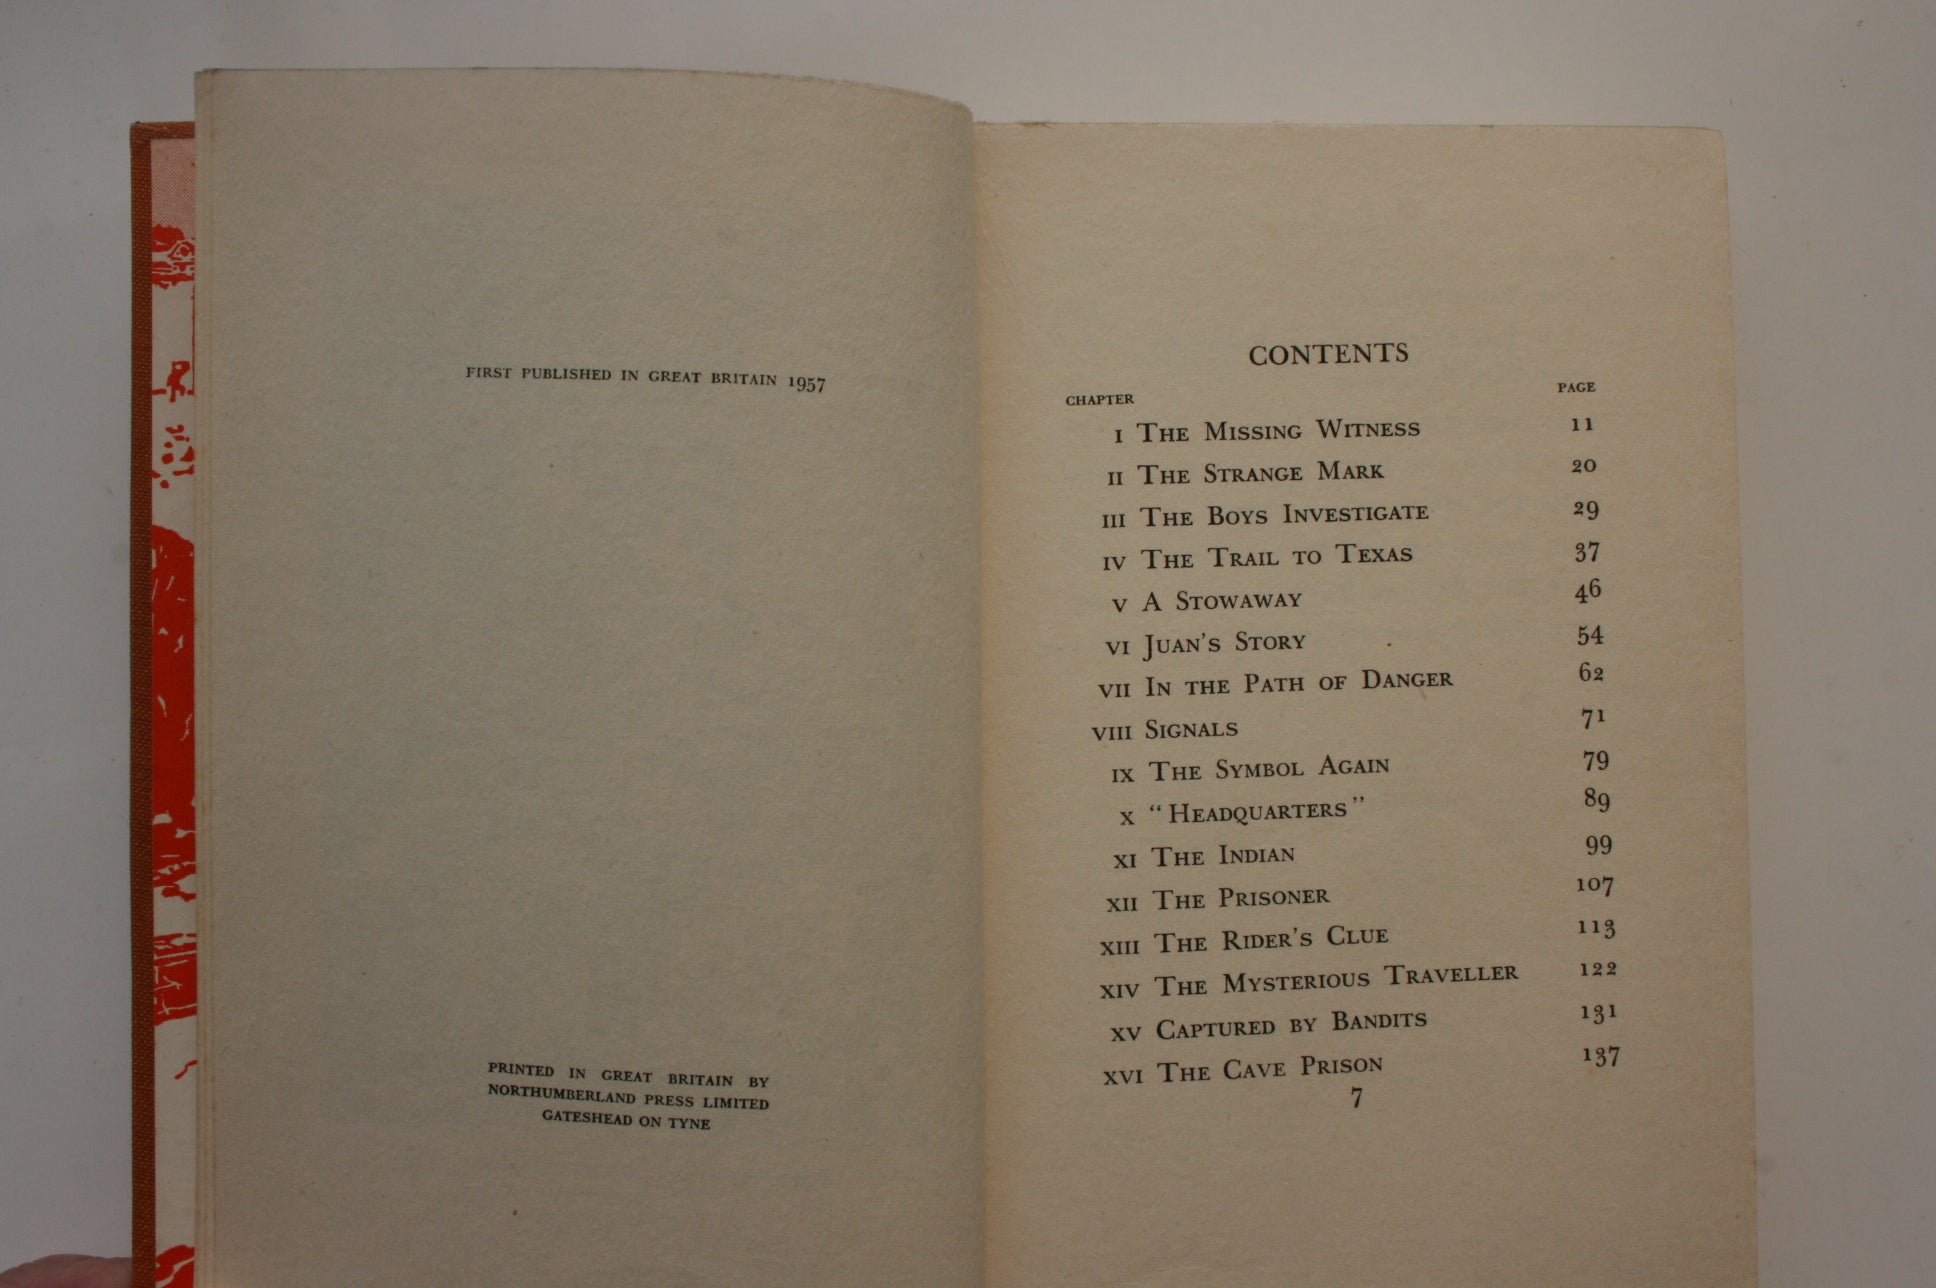 FIRST PUBLISHED IN GREAT BRITAIN 1957
PRINTED IN GREAT BRITAIN BY
NORTHUMBERLAND PRESS LIMITED
GATESHEAD ON TYNE
CONTENTS
CHAPTER PAGE
I THE MISSING WITNESS 11
II THE STRANGE MARK 20
III THE BOYS INVESTIGATE 29
IV THE TRAIL TO TEXAS 37
V A STOWAWAY 46
VI JUAN'S STORY 54
VII IN THE PATH OF DANGER 62
VIII SIGNALS 71
IX THE SYMBOL AGAIN 79
X "HEADQUARTERS" 89
XI THE INDIAN 99
XII THE PRISONER 107
XIII THE RIDER'S CLUE 113
XIV THE MYSTERIOUS TRAVELLER 122
XV CAPTURED BY BANDITS 131
XVI THE CAVE PRISON 137
7